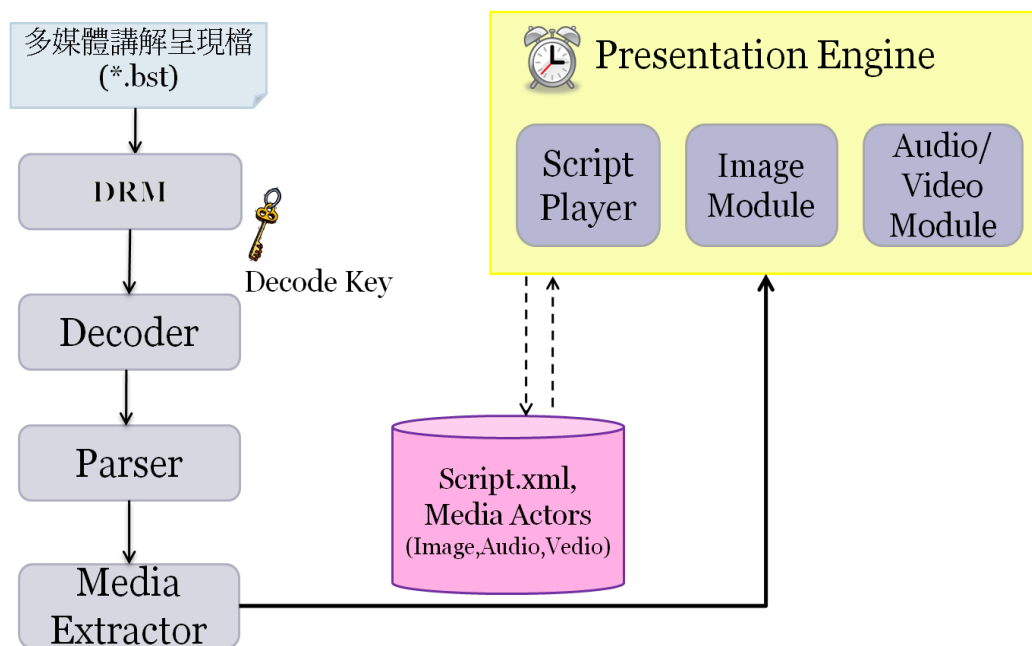 多媒體講解呈現檔
(*.bst)
DRM
Decode Key
Decoder
Parser
Media
Extractor
Presentation Engine
Script
Player
Image
Module
Audio/
Video
Module
Script.xml,
Media Actors
(Image,Audio,Vedio)